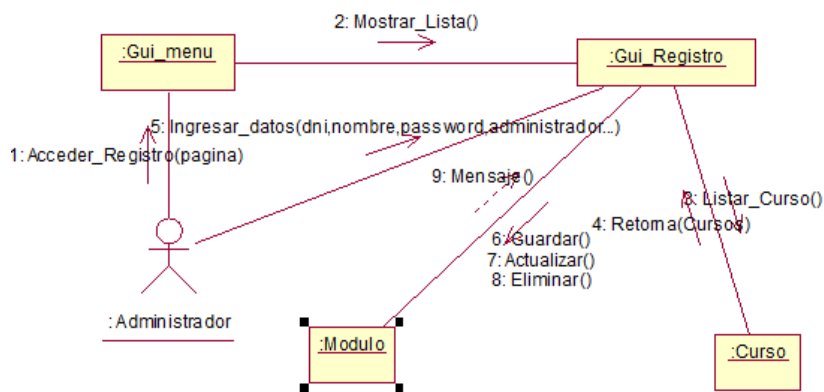 2: Mostrar_Lista()
:Gui_menu
:Gui_Registro
5: Ingresar_datos(dni,nombre,password,administrador...)
1: Acceder_Registro(pagina)
9: Mensaje()
3: Listar_Curso()
4: Retorna(Cursos)
6: Guardar()
7: Actualizar()
8: Eliminar()
: Administrador
:Modulo
:Curso